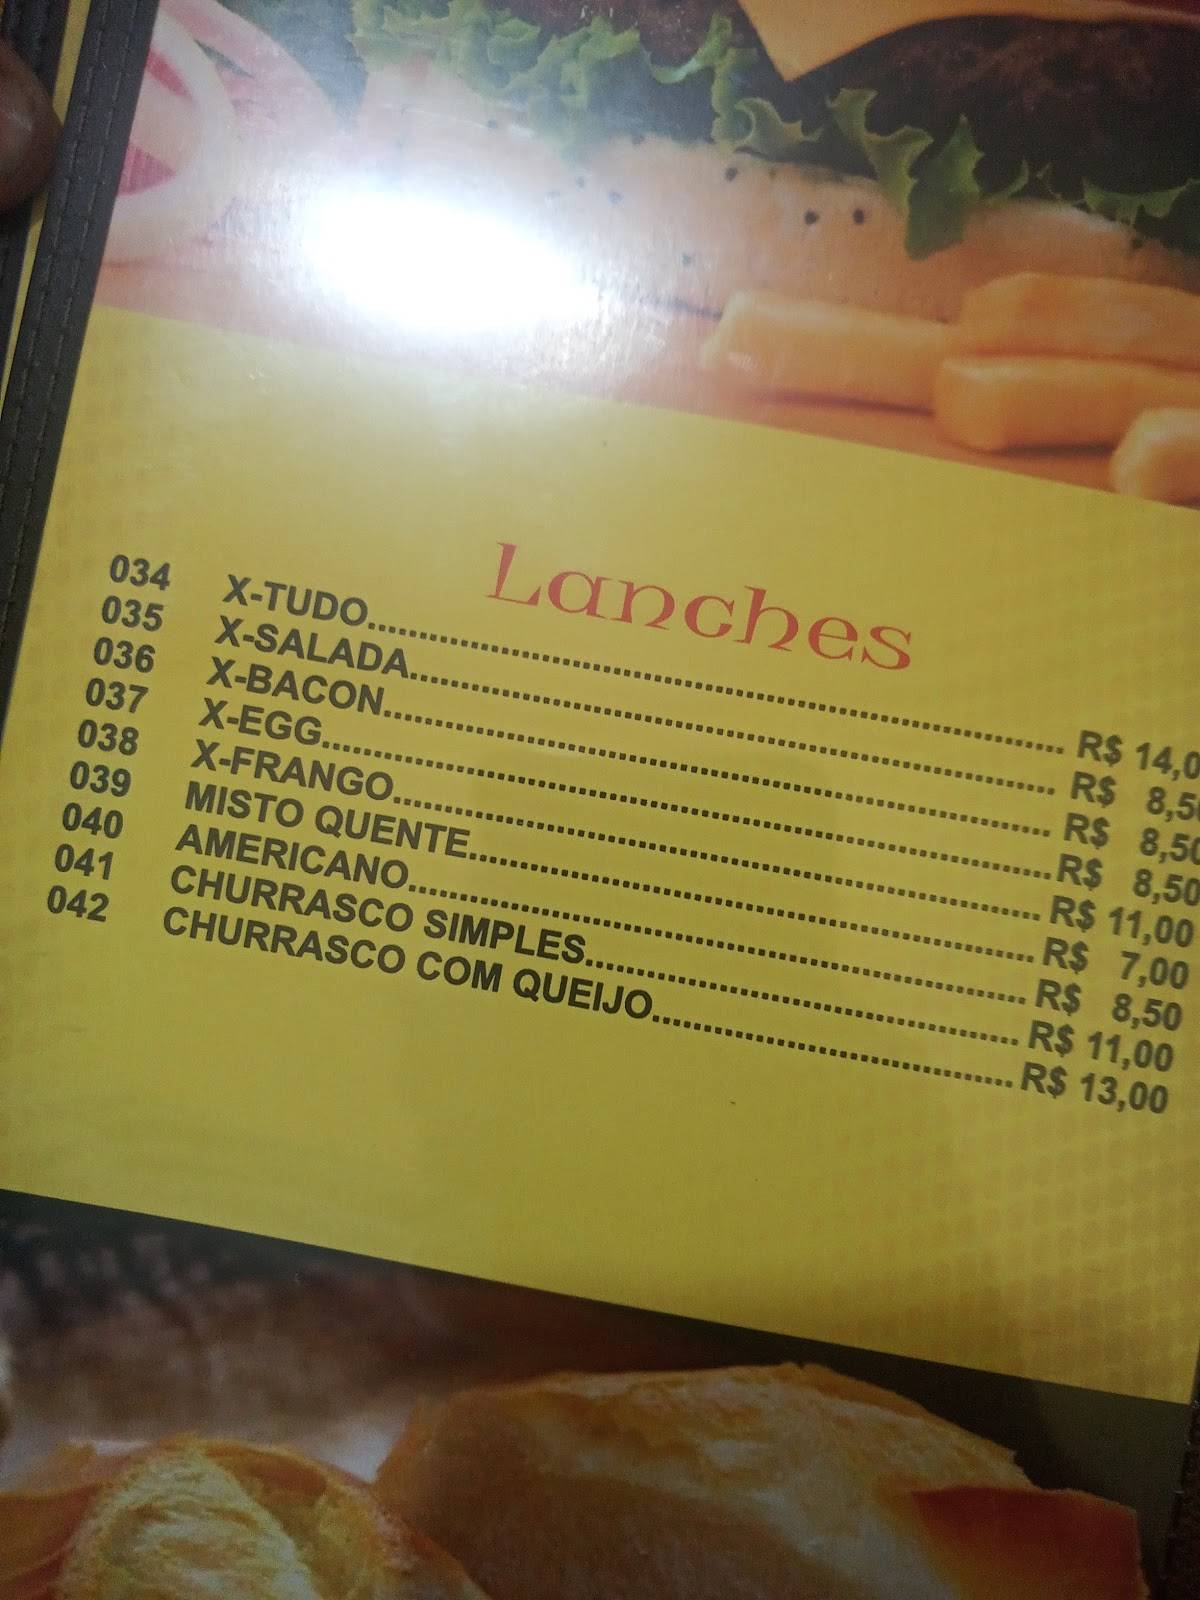 Lanches
034 X-TUDO........ R$ 14,0
035 X-SALADA........ R$ 8,50
036 X-BACON........ R$ 8,50
037 X-EGG........ R$ 8,50
038 X-FRANGO........ R$ 11,00
039 MISTO QUENTE........ R$ 7,00
040 AMERICANO........ R$ 8,50
041 CHURRASCO SIMPLES........ R$ 11,00
042 CHURRASCO COM QUEIJO........ R$ 13,00